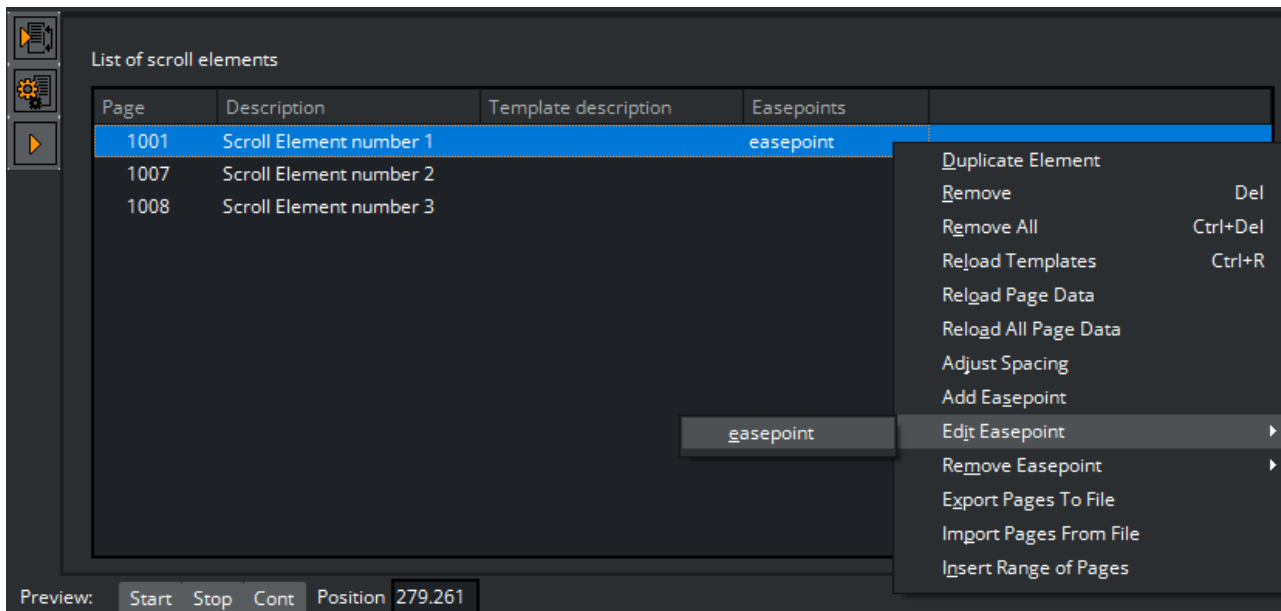 List of scroll elements
Page Description Template description Easepoints
1001 Scroll Element number 1 easepoint
1007 Scroll Element number 2
1008 Scroll Element number 3
Duplicate Element
Remove Del
Remove All Ctrl+Del
Reload Templates Ctrl+R
Reload Page Data
Reload All Page Data
Adjust Spacing
Add Easepoint
Edit Easepoint
easepoint
Remove Easepoint
Export Pages To File
Import Pages From File
Insert Range of Pages
Preview: Start Stop Cont Position 279.261